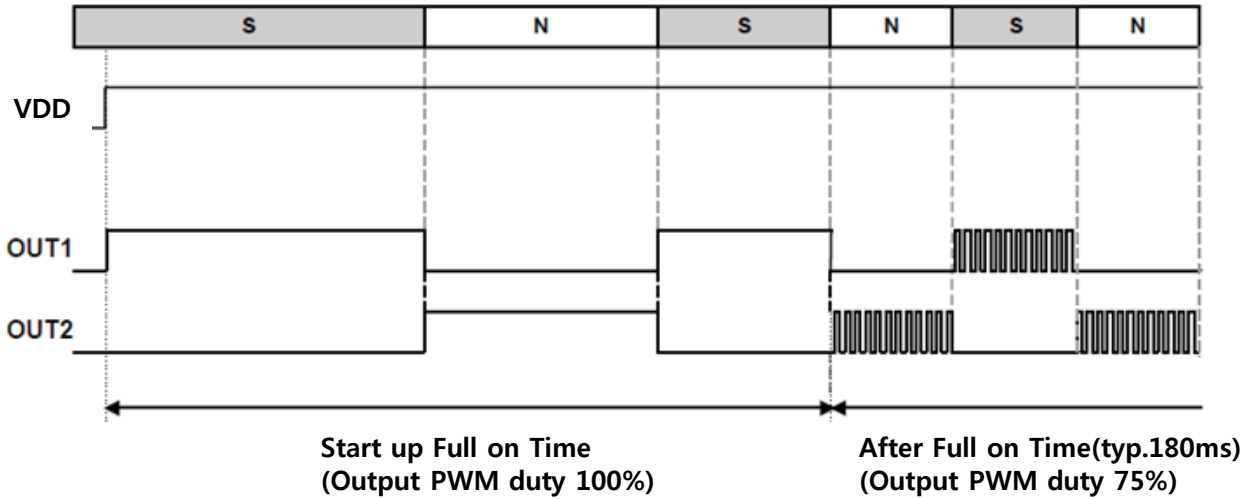 S N S N S N
VDD
OUT1
OUT2
Start up Full on Time
(Output PWM duty 100%)
After Full on Time(typ.180ms)
(Output PWM duty 75%)